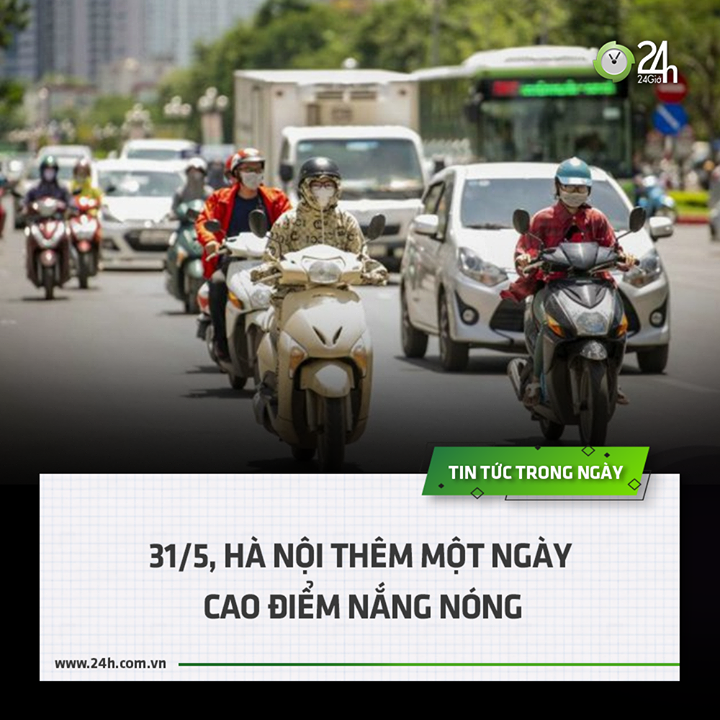 24h
24Giờ
TIN TỨC TRONG NGÀY
31/5, HÀ NỘI THÊM MỘT NGÀY
CAO ĐIỂM NẮNG NÓNG
www.24h.com.vn